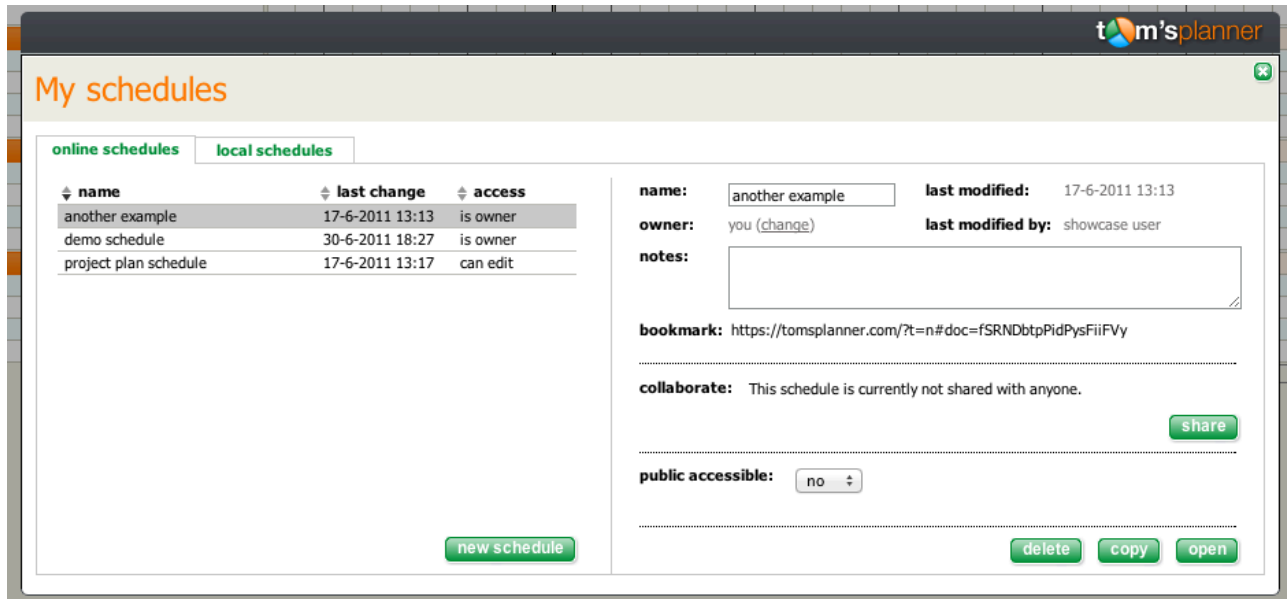 tom'splanner
My schedules
online schedules
local schedules
name last change access
another example 17-6-2011 13:13 is owner
demo schedule 30-6-2011 18:27 is owner
project plan schedule 17-6-2011 13:17 can edit
new schedule
name: another example last modified: 17-6-2011 13:13
owner: you (change) last modified by: showcase user
notes:
bookmark: https://tomsplanner.com/?t=n#doc=fSRNDbtpPidPysFiiFVy
collaborate: This schedule is currently not shared with anyone.
share
public accessible: no
delete copy open